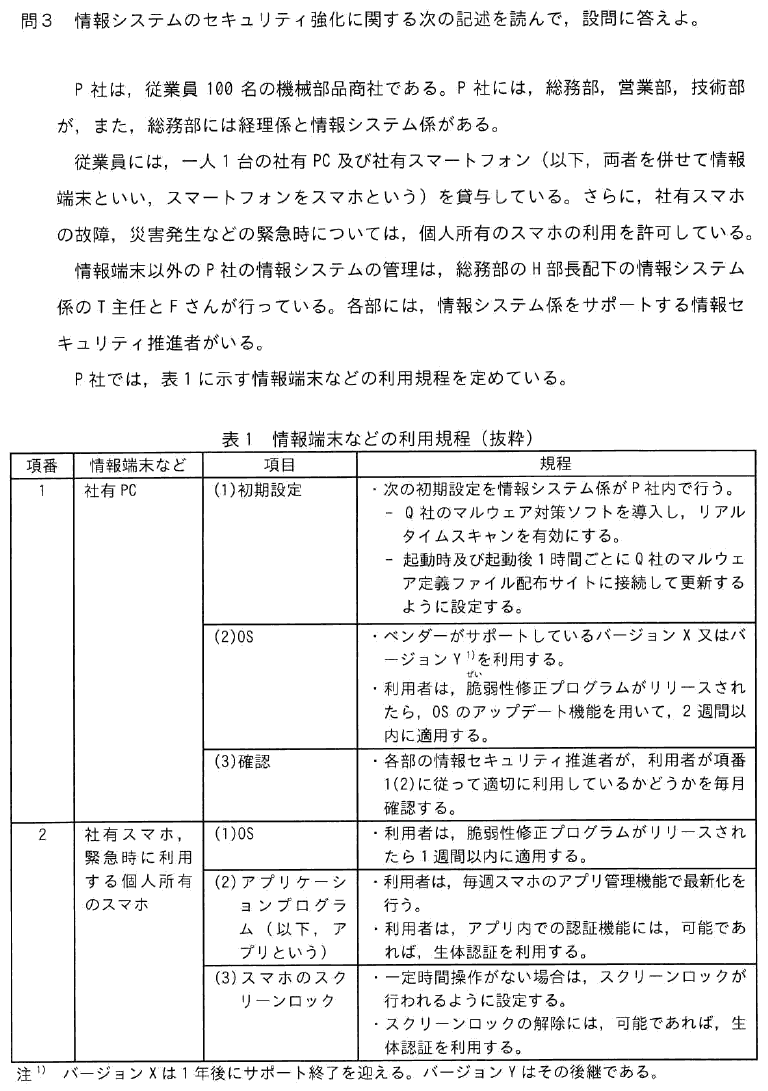 問3 情報システムのセキュリティ強化に関する次の記述を読んで，設問に答えよ。
P社は，従業員100名の機械部品商社である。P社には，総務部，営業部，技術部
が，また，総務部には経理係と情報システム係がある。
従業員には，一人1台の社有PC及び社有スマートフォン（以下，両者を併せて情報
端末といい，スマートフォンをスマホという）を貸与している。さらに，社有スマホ
の故障，災害発生などの緊急時については，個人所有のスマホの利用を許可している。
情報端末以外のP社の情報システムの管理は，総務部のH部長配下の情報システム
係のT主任とFさんが行っている。各部には，情報システム係をサポートする情報セ
キュリティ推進者がいる。
P社では，表1に示す情報端末などの利用規程を定めている。
表1 情報端末などの利用規程（抜粋）
項番 情報端末など 項目 規程
1 社有PC (1)初期設定 ・次の初期設定を情報システム係がP社内で行う。
－ Q社のマルウェア対策ソフトを導入し，リアル
タイムスキャンを有効にする。
－ 起動時及び起動後1時間ごとにQ社のマルウェ
ア定義ファイル配布サイトに接続して更新する
ように設定する。
(2)OS ・ベンダーがサポートしているバージョンX又はバ
ージョンY1)を利用する。
ぜい
・利用者は，脆弱性修正プログラムがリリースされ
たら，OSのアップデート機能を用いて，2週間以
内に適用する。
(3)確認 ・各部の情報セキュリティ推進者が，利用者が項番
1(2)に従って適切に利用しているかどうかを毎月
確認する。
2 社有スマホ，
緊急時に利用
する個人所有
のスマホ
(1)OS ・利用者は，脆弱性修正プログラムがリリースされ
たら1週間以内に適用する。
(2)アプリケーシ
ョンプログラ
ム（以下，ア
プリという）
・利用者は，毎週スマホのアプリ管理機能で最新化を
行う。
・利用者は，アプリ内での認証機能には，可能であ
れば，生体認証を利用する。
(3)スマホのスク
リーンロック
・一定時間操作がない場合は，スクリーンロックが
行われるように設定する。
・スクリーンロックの解除には，可能であれば，生
体認証を利用する。
注1) バージョンXは1年後にサポート終了を迎える。バージョンYはその後継である。